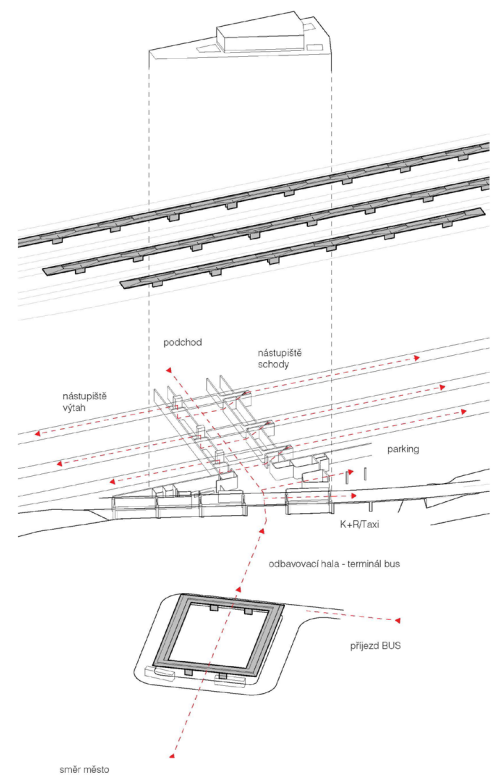 podchod
nástupiště
schody
nástupiště
výtah
parking
K+R/Taxi
odbavovací hala - terminál bus
příjezd BUS
směr město